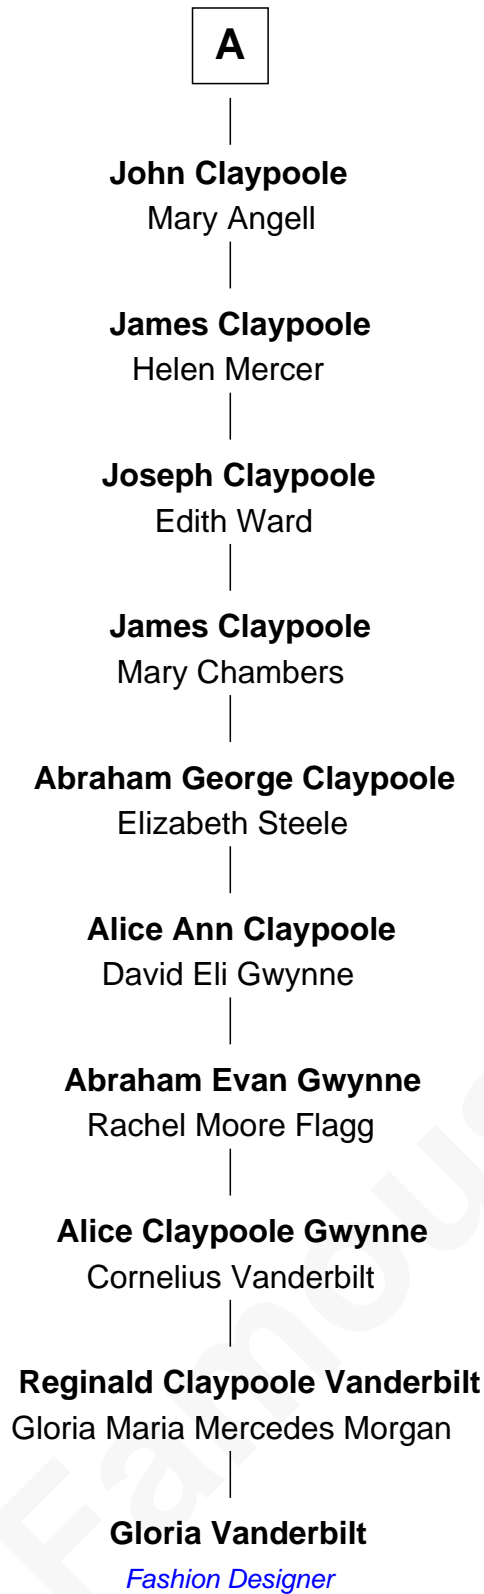 A
John Claypoole
Mary Angell
James Claypoole
Helen Mercer
Joseph Claypoole
Edith Ward
James Claypoole
Mary Chambers
Abraham George Claypoole
Elizabeth Steele
Alice Ann Claypoole
David Eli Gwynne
Abraham Evan Gwynne
Rachel Moore Flagg
Alice Claypoole Gwynne
Cornelius Vanderbilt
Reginald Claypoole Vanderbilt
Gloria Maria Mercedes Morgan
Gloria Vanderbilt
Fashion Designer
Famous